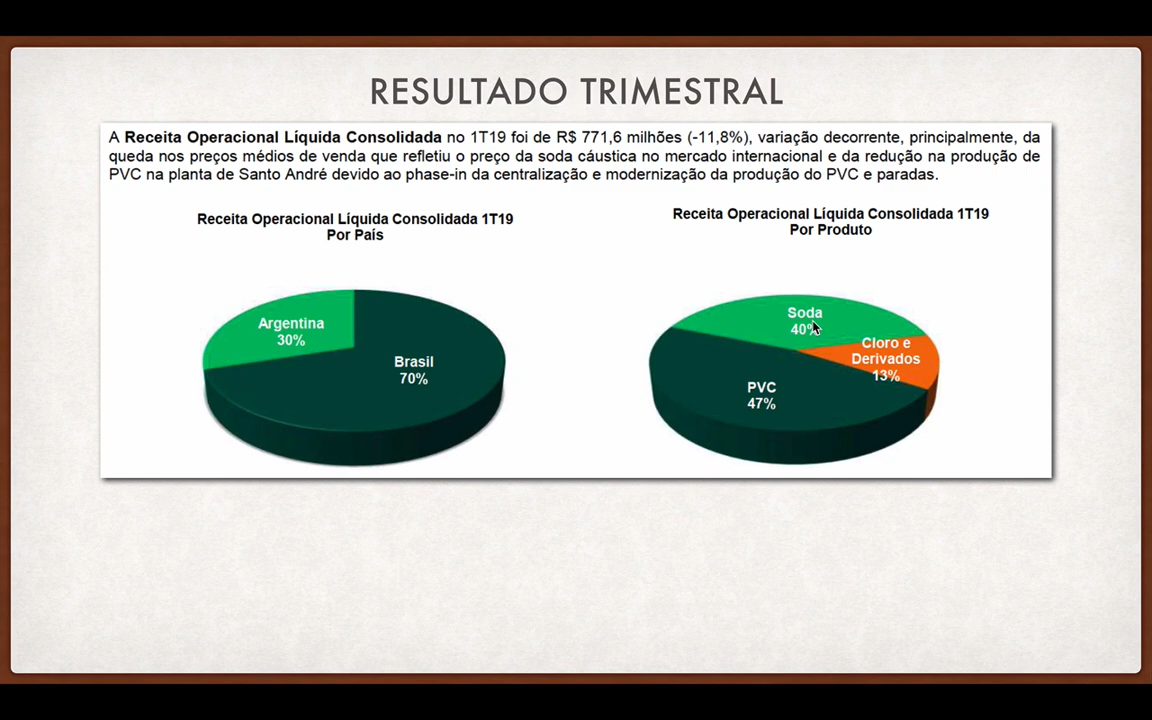 RESULTADO TRIMESTRAL
A Receita Operacional Líquida Consolidada no 1T19 foi de R$ 771,6 milhões (-11,8%), variação decorrente, principalmente, da
queda nos preços médios de venda que refletiu o preço da soda cáustica no mercado internacional e da redução na produção de
PVC na planta de Santo André devido ao phase-in da centralização e modernização da produção do PVC e paradas.
Receita Operacional Líquida Consolidada 1T19
Por País
Argentina
30%
Brasil
70%
Receita Operacional Líquida Consolidada 1T19
Por Produto
Soda
40%
Cloro e
Derivados
13%
PVC
47%